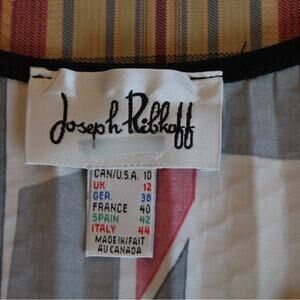 Joseph Ribkoff
CAN/U.S.A. 10
UK 12
GER. 38
FRANCE 40
SPAIN 42
ITALY 44
MADE IN/FAIT
AU CANADA